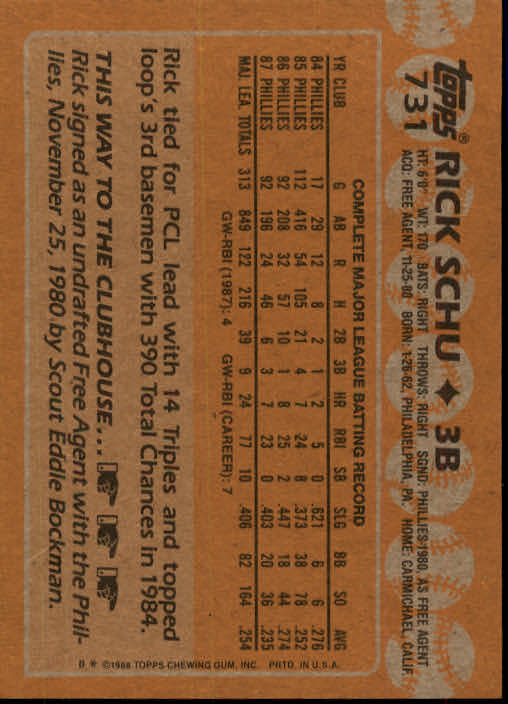 topps® RICK SCHU ♦ 3B
731
HT: 6'0" WT: 170 BATS: RIGHT THROWS: RIGHT SGND: PHILLIES-1980, AS FREE AGENT
ACQ: FREE AGENT, 11-25-80 BORN: 1-26-62, PHILADELPHIA, PA. HOME: CARMICHAEL, CALIF.
COMPLETE MAJOR LEAGUE BATTING RECORD
YR CLUB G AB R H 2B 3B HR RBI SB SLG BB SO AVG
84 PHILLIES 17 29 12 8 2 1 2 5 0 .621 6 6 .276
85 PHILLIES 112 416 54 105 21 4 7 24 8 .373 38 78 .252
86 PHILLIES 92 208 32 57 10 1 8 25 2 .447 18 44 .274
87 PHILLIES 92 196 24 46 6 3 7 23 0 .403 20 36 .235
MAJ. LEA. TOTALS 313 849 122 216 39 9 24 77 10 .406 82 164 .254
GW-RBI (1987): 4 GW-RBI (CAREER): 7
Rick tied for PCL lead with 14 Triples and topped
loop's 3rd basemen with 390 Total Chances in 1984.
THIS WAY TO THE CLUBHOUSE...
Rick signed as an undrafted Free Agent with the Phil-
lies, November 25, 1980 by Scout Eddie Bockman.
B * ©1988 TOPPS CHEWING GUM, INC. PRTD. IN U.S.A.